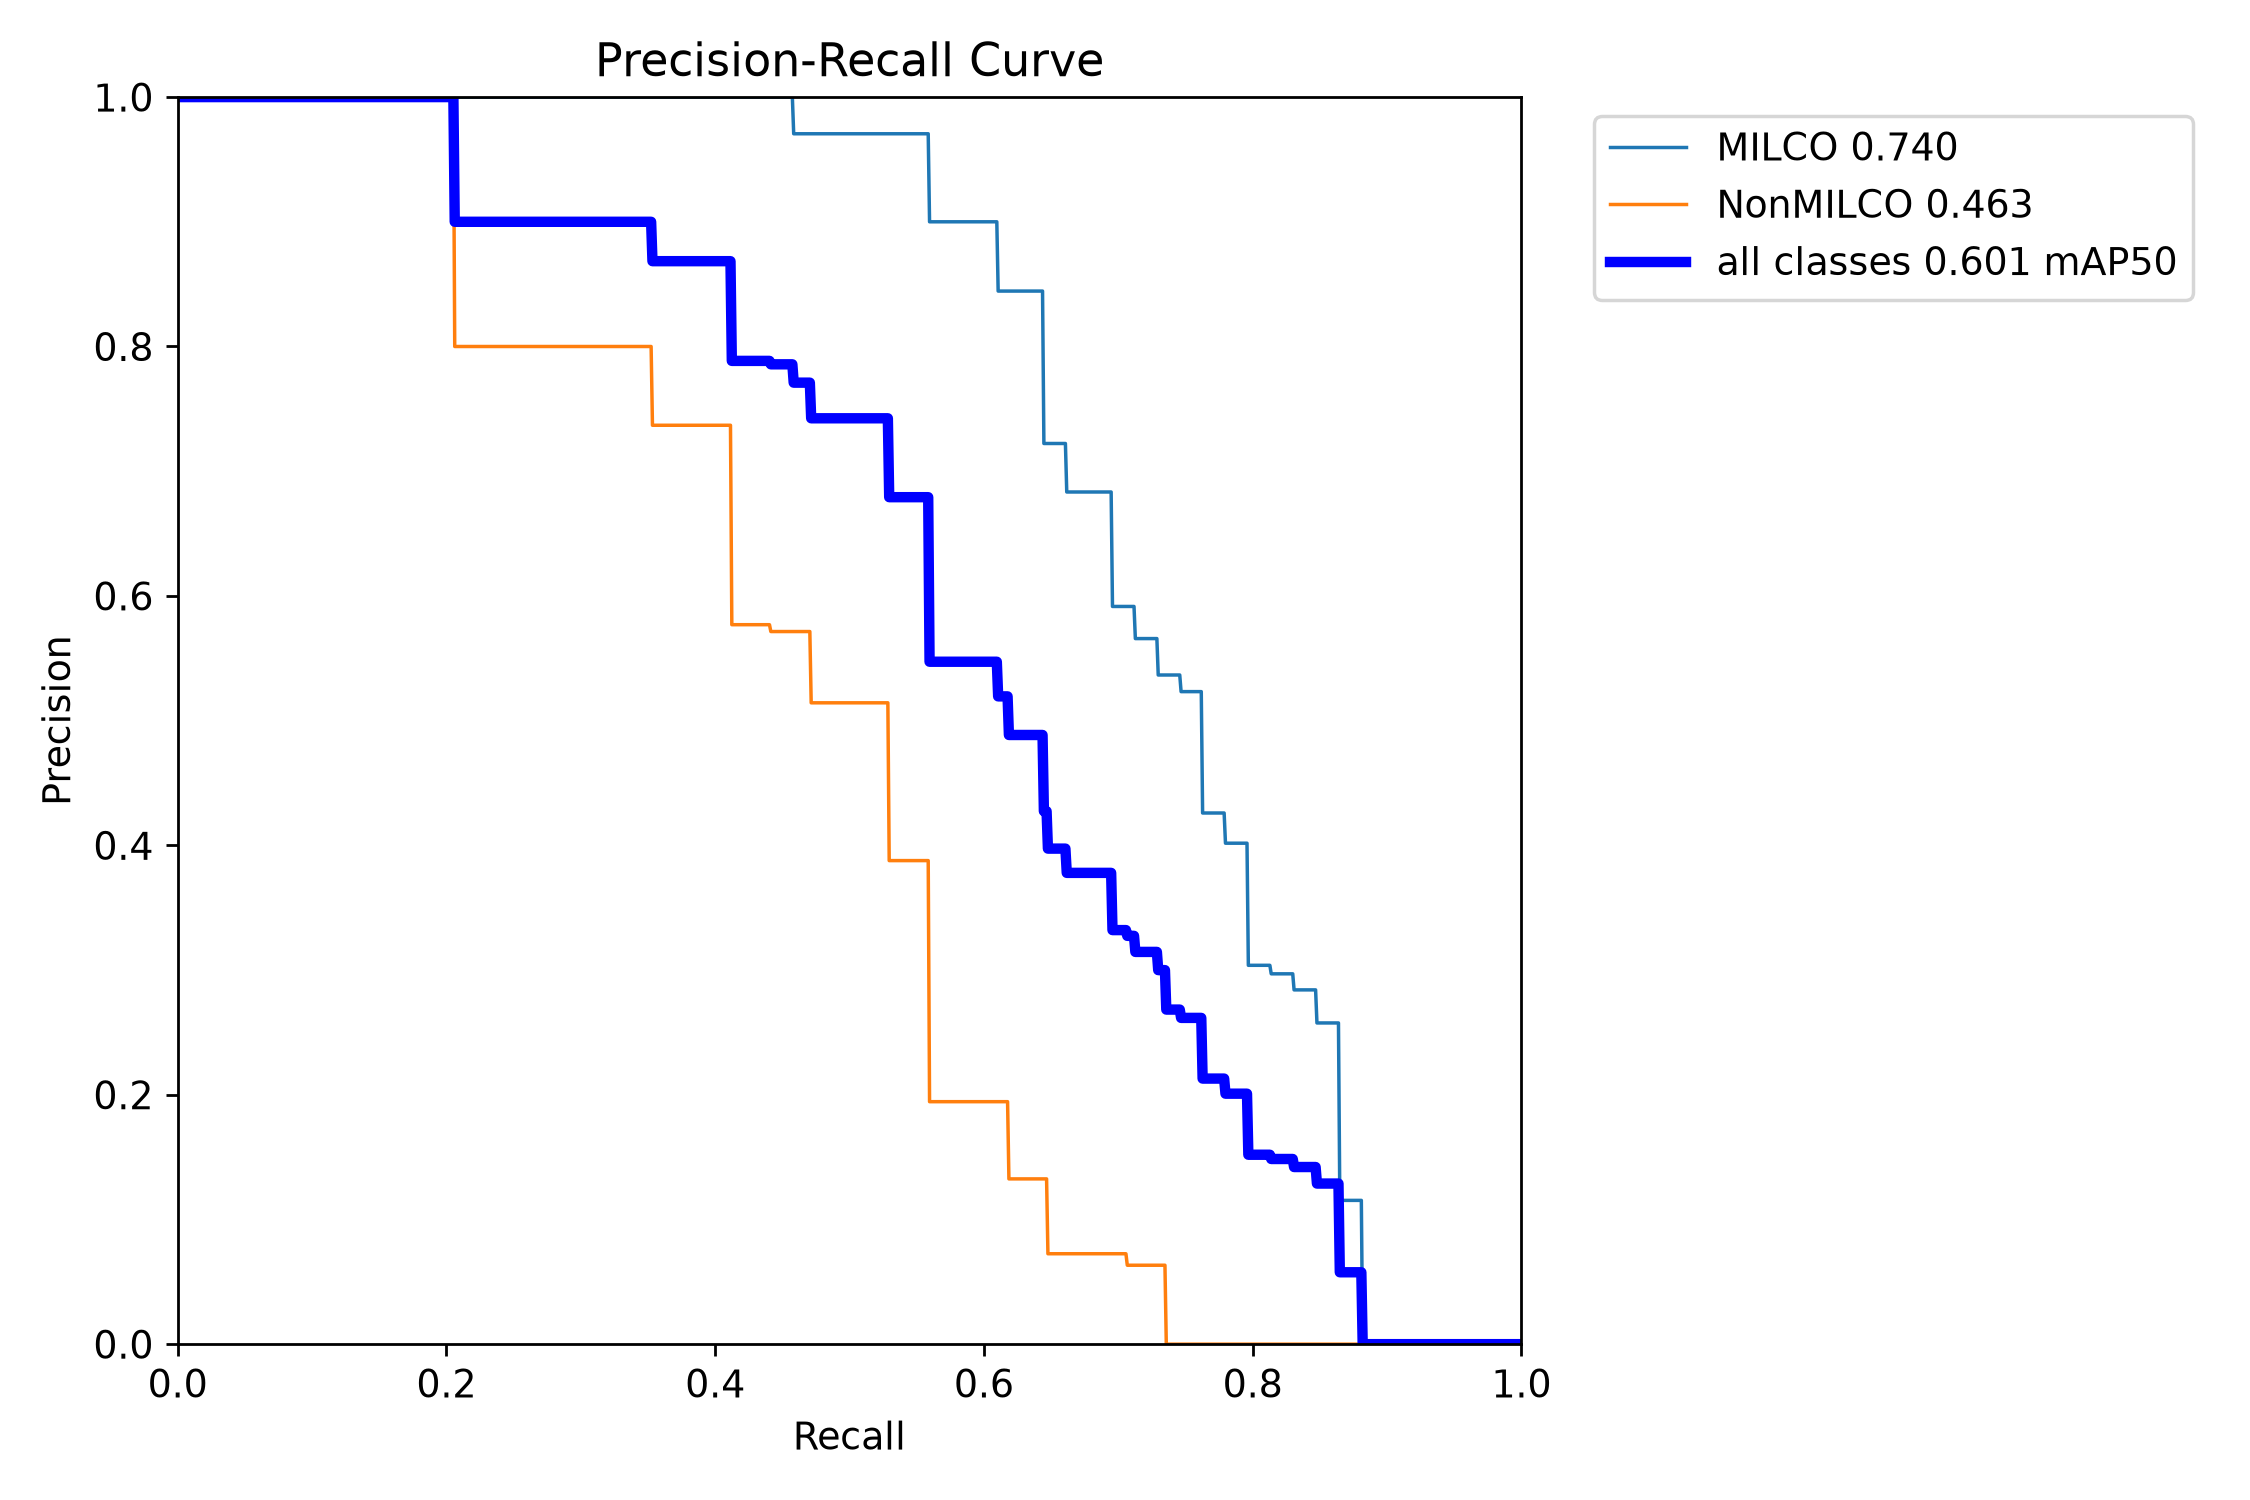 Precision-Recall Curve
1.0
0.8
0.6
0.4
0.2
0.0
Precision
0.0 0.2 0.4 0.6 0.8 1.0
Recall
MILCO 0.740
NonMILCO 0.463
all classes 0.601 mAP50